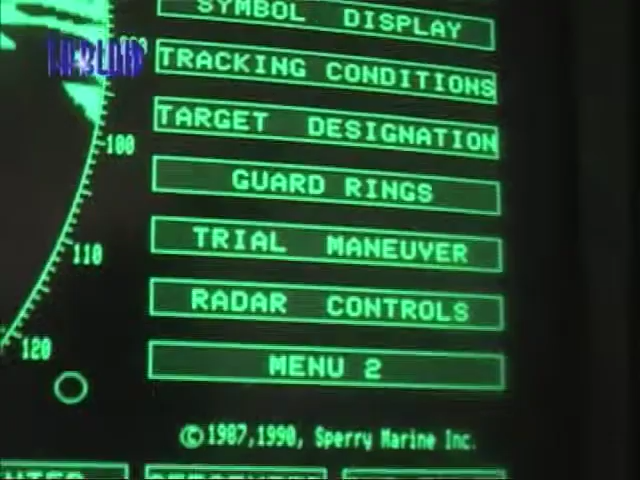 SYMBOL DISPLAY
TRACKING CONDITIONS
TARGET DESIGNATION
100
GUARD RINGS
TRIAL MANEUVER
110
RADAR CONTROLS
120
MENU 2
©1987,1990, Sperry Marine Inc.